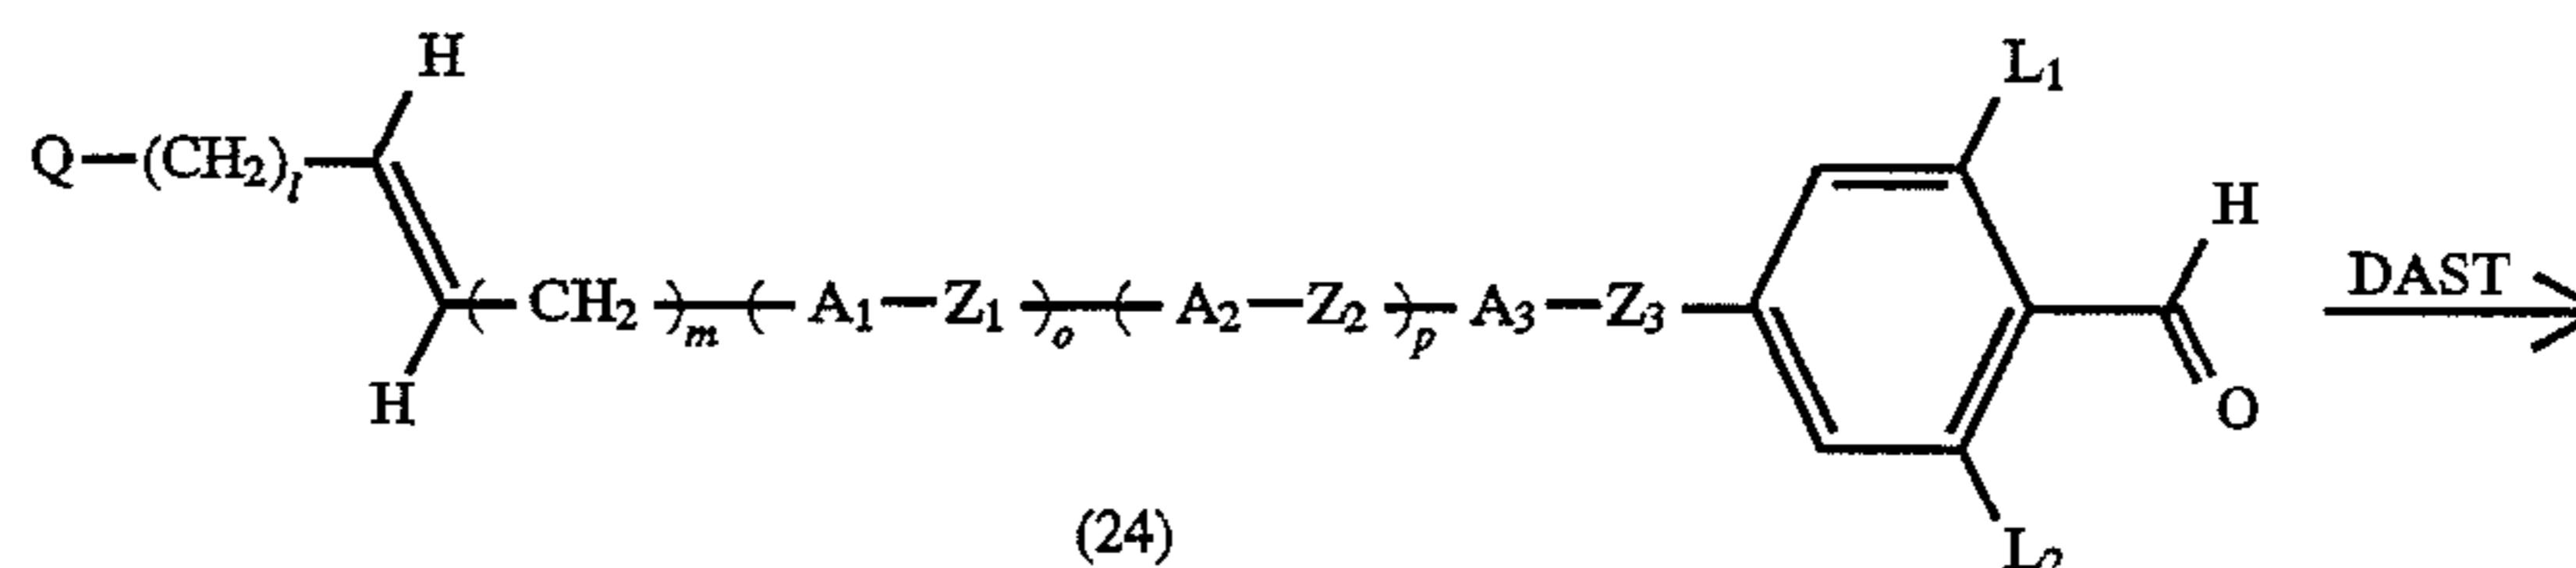 H L₁
Q—(CH₂)ₗ H
(CH₂)ₘ—(A₁—Z₁)ₒ—(A₂—Z₂)ₚ—A₃—Z₃ DAST
H O
(24) L₂